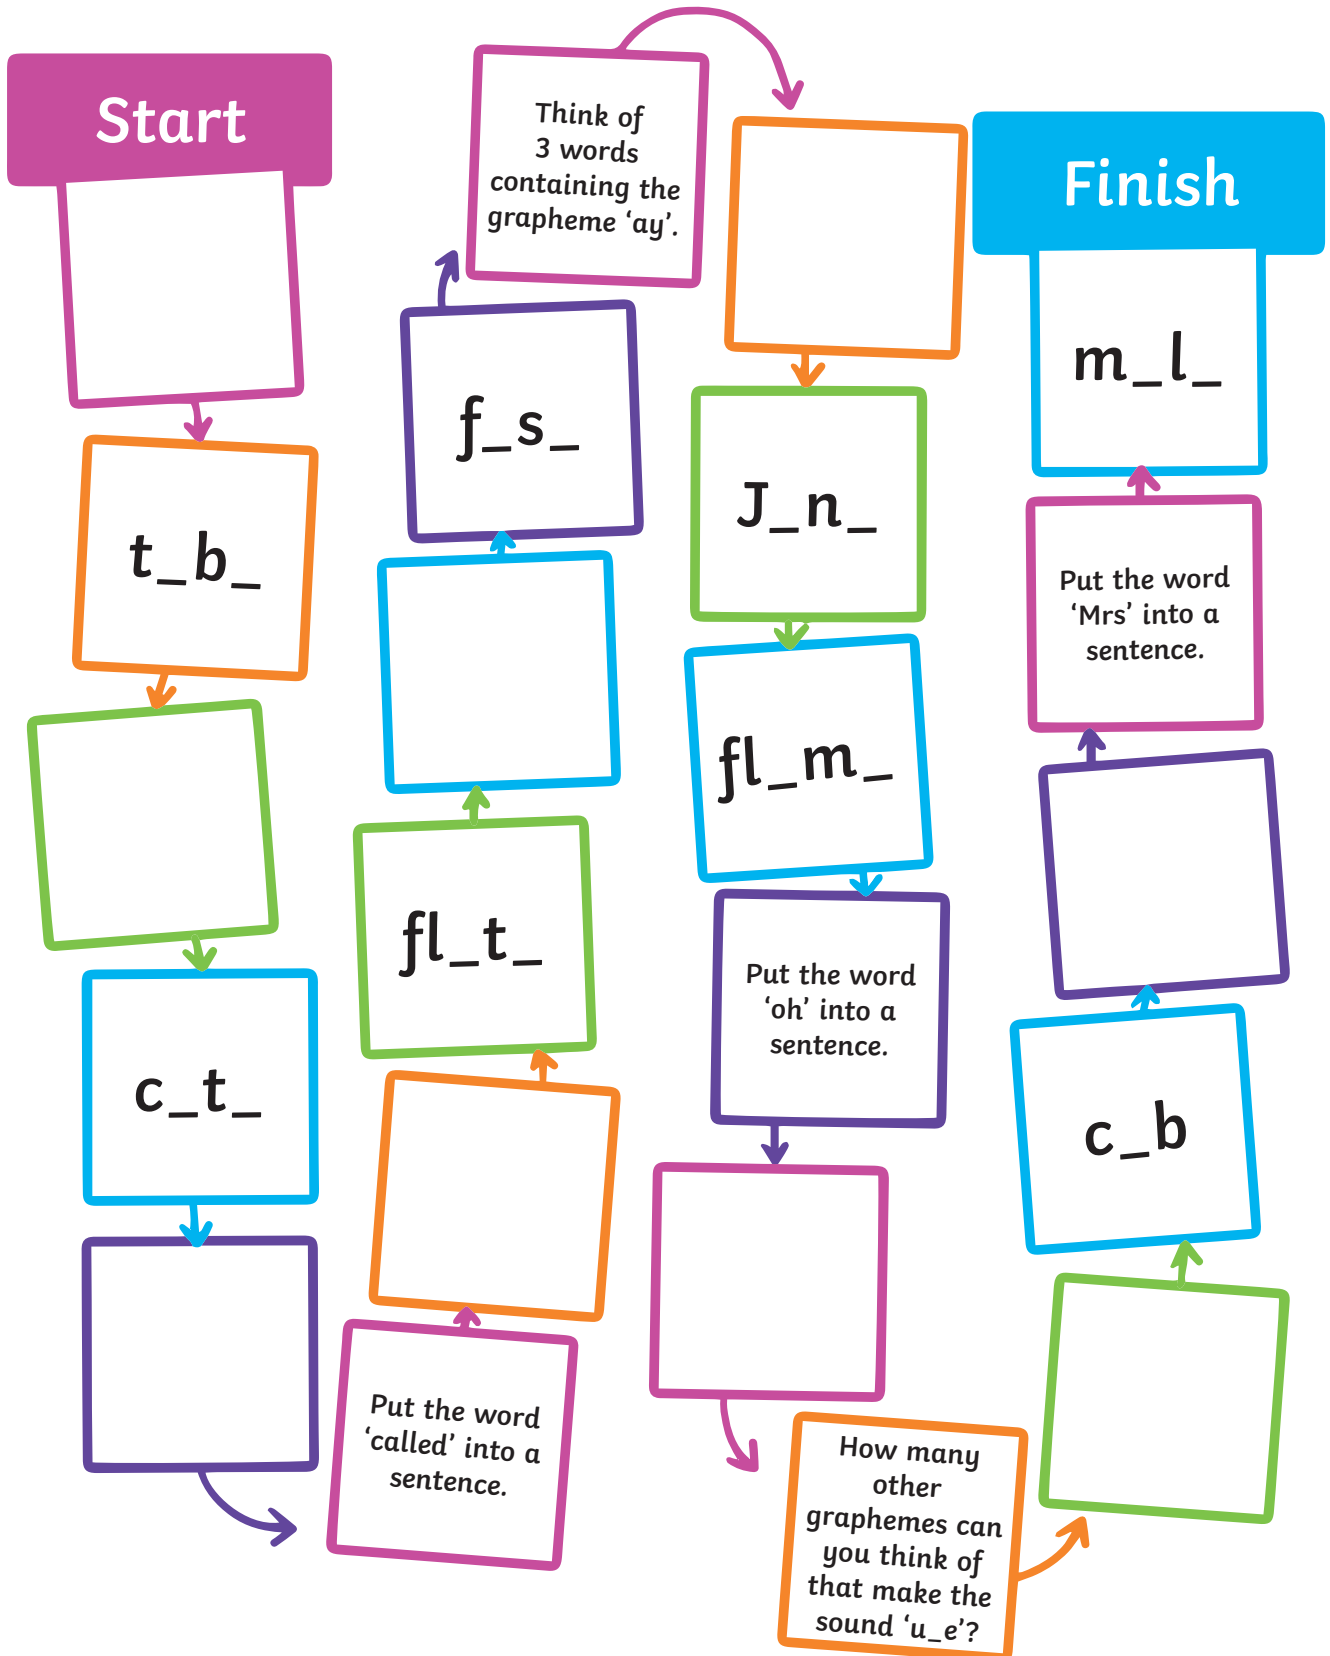 Start
t_b_
c_t_
Put the word
‘called’ into a
sentence.
fl_t_
f_s_
Think of
3 words
containing the
grapheme ‘ay’.
J_n_
fl_m_
Put the word
‘oh’ into a
sentence.
How many
other
graphemes can
you think of
that make the
sound ‘u_e’?
c_b
Put the word
‘Mrs’ into a
sentence.
m_l_
Finish